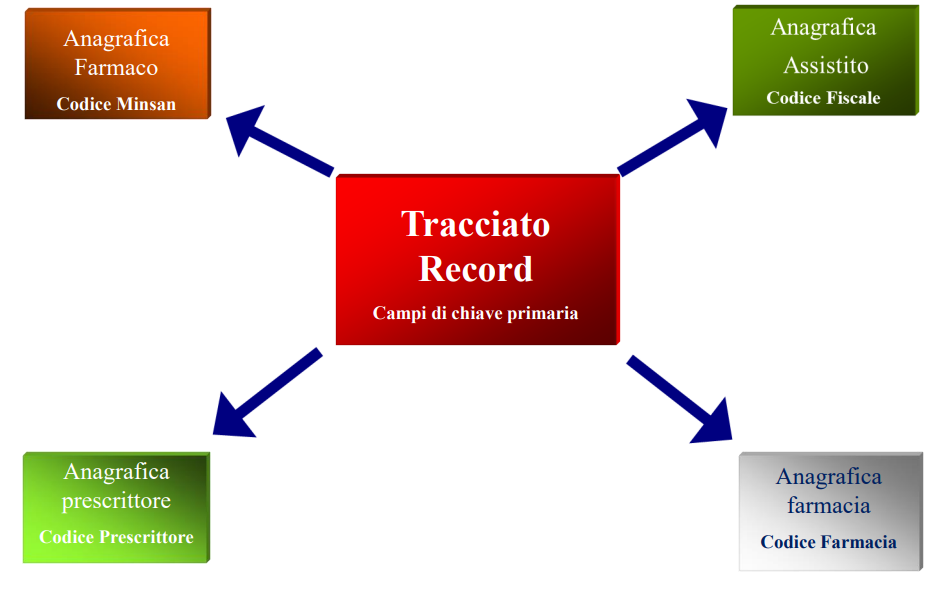 Anagrafica
Farmaco
Codice Minsan
Anagrafica
Assistito
Codice Fiscale
Tracciato
Record
Campi di chiave primaria
Anagrafica
prescrittore
Codice Prescrittore
Anagrafica
farmacia
Codice Farmacia